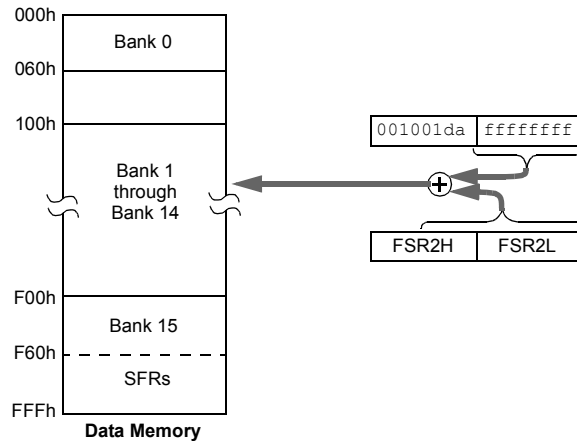 000h
Bank 0
060h
100h
001001da ffffffff
Bank 1
through
Bank 14
FSR2H FSR2L
F00h
Bank 15
F60h
SFRs
FFFh
Data Memory